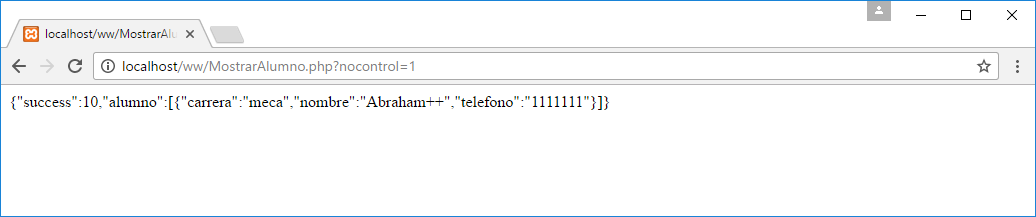 localhost/ww/MostrarAlu
localhost/ww/MostrarAlumno.php?nocontrol=1
{"success":10,"alumno":[{"carrera":"meca","nombre":"Abraham++","telefono":"1111111"}]}